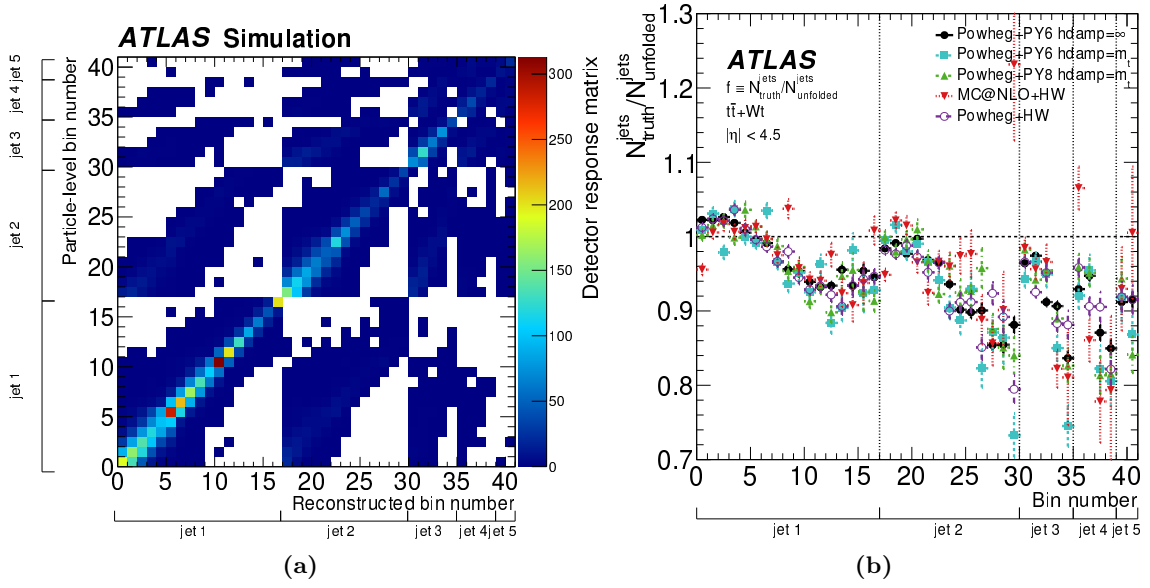 ATLAS Simulation
Particle-level bin number
40
35
30
25
20
15
10
5
0
jet 5
jet 4
jet 3
jet 2
jet 1
0 5 10 15 20 25 30 35 40
Reconstructed bin number
jet 1 jet 2 jet 3 jet 4 jet 5
300
250
200
150
100
50
0
Detector response matrix
(a)
N^jets_truth/N^jets_unfolded
1.3
1.2
1.1
1
0.9
0.8
0.7
ATLAS
f ≡ N^jets_truth/N^jets_unfolded
tt̄+Wt
|η| < 4.5
Powheg+PY6 hdamp=∞
Powheg+PY6 hdamp=m_t
Powheg+PY8 hdamp=m_t
MC@NLO+HW
Powheg+HW
0 5 10 15 20 25 30 35 40
Bin number
jet 1 jet 2 jet 3 jet 4 jet 5
(b)